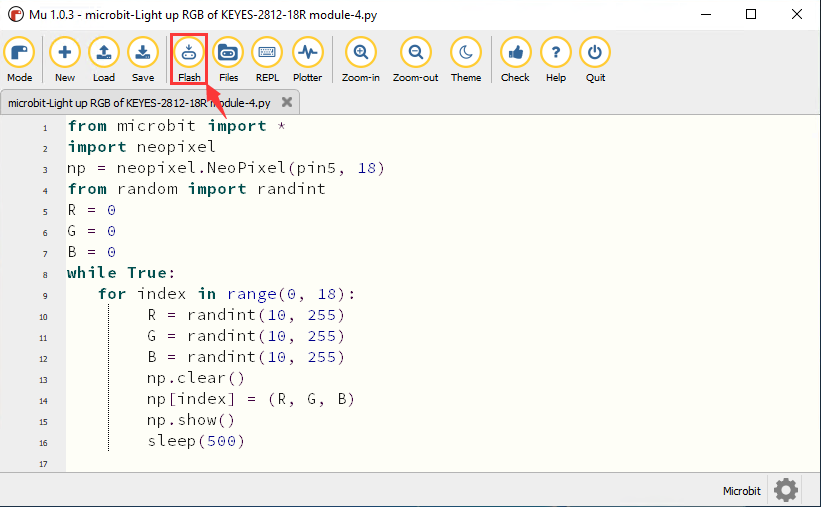 Mu 1.0.3 - microbit-Light up RGB of KEYES-2812-18R module-4.py
Mode New Load Save Flash Files REPL Plotter Zoom-in Zoom-out Theme Check Help Quit
microbit-Light up RGB of KEYES-2812-18R module-4.py
1 from microbit import *
2 import neopixel
3 np = neopixel.NeoPixel(pin5, 18)
4 from random import randint
5 R = 0
6 G = 0
7 B = 0
8 while True:
9 for index in range(0, 18):
10 R = randint(10, 255)
11 G = randint(10, 255)
12 B = randint(10, 255)
13 np.clear()
14 np[index] = (R, G, B)
15 np.show()
16 sleep(500)
17
Microbit